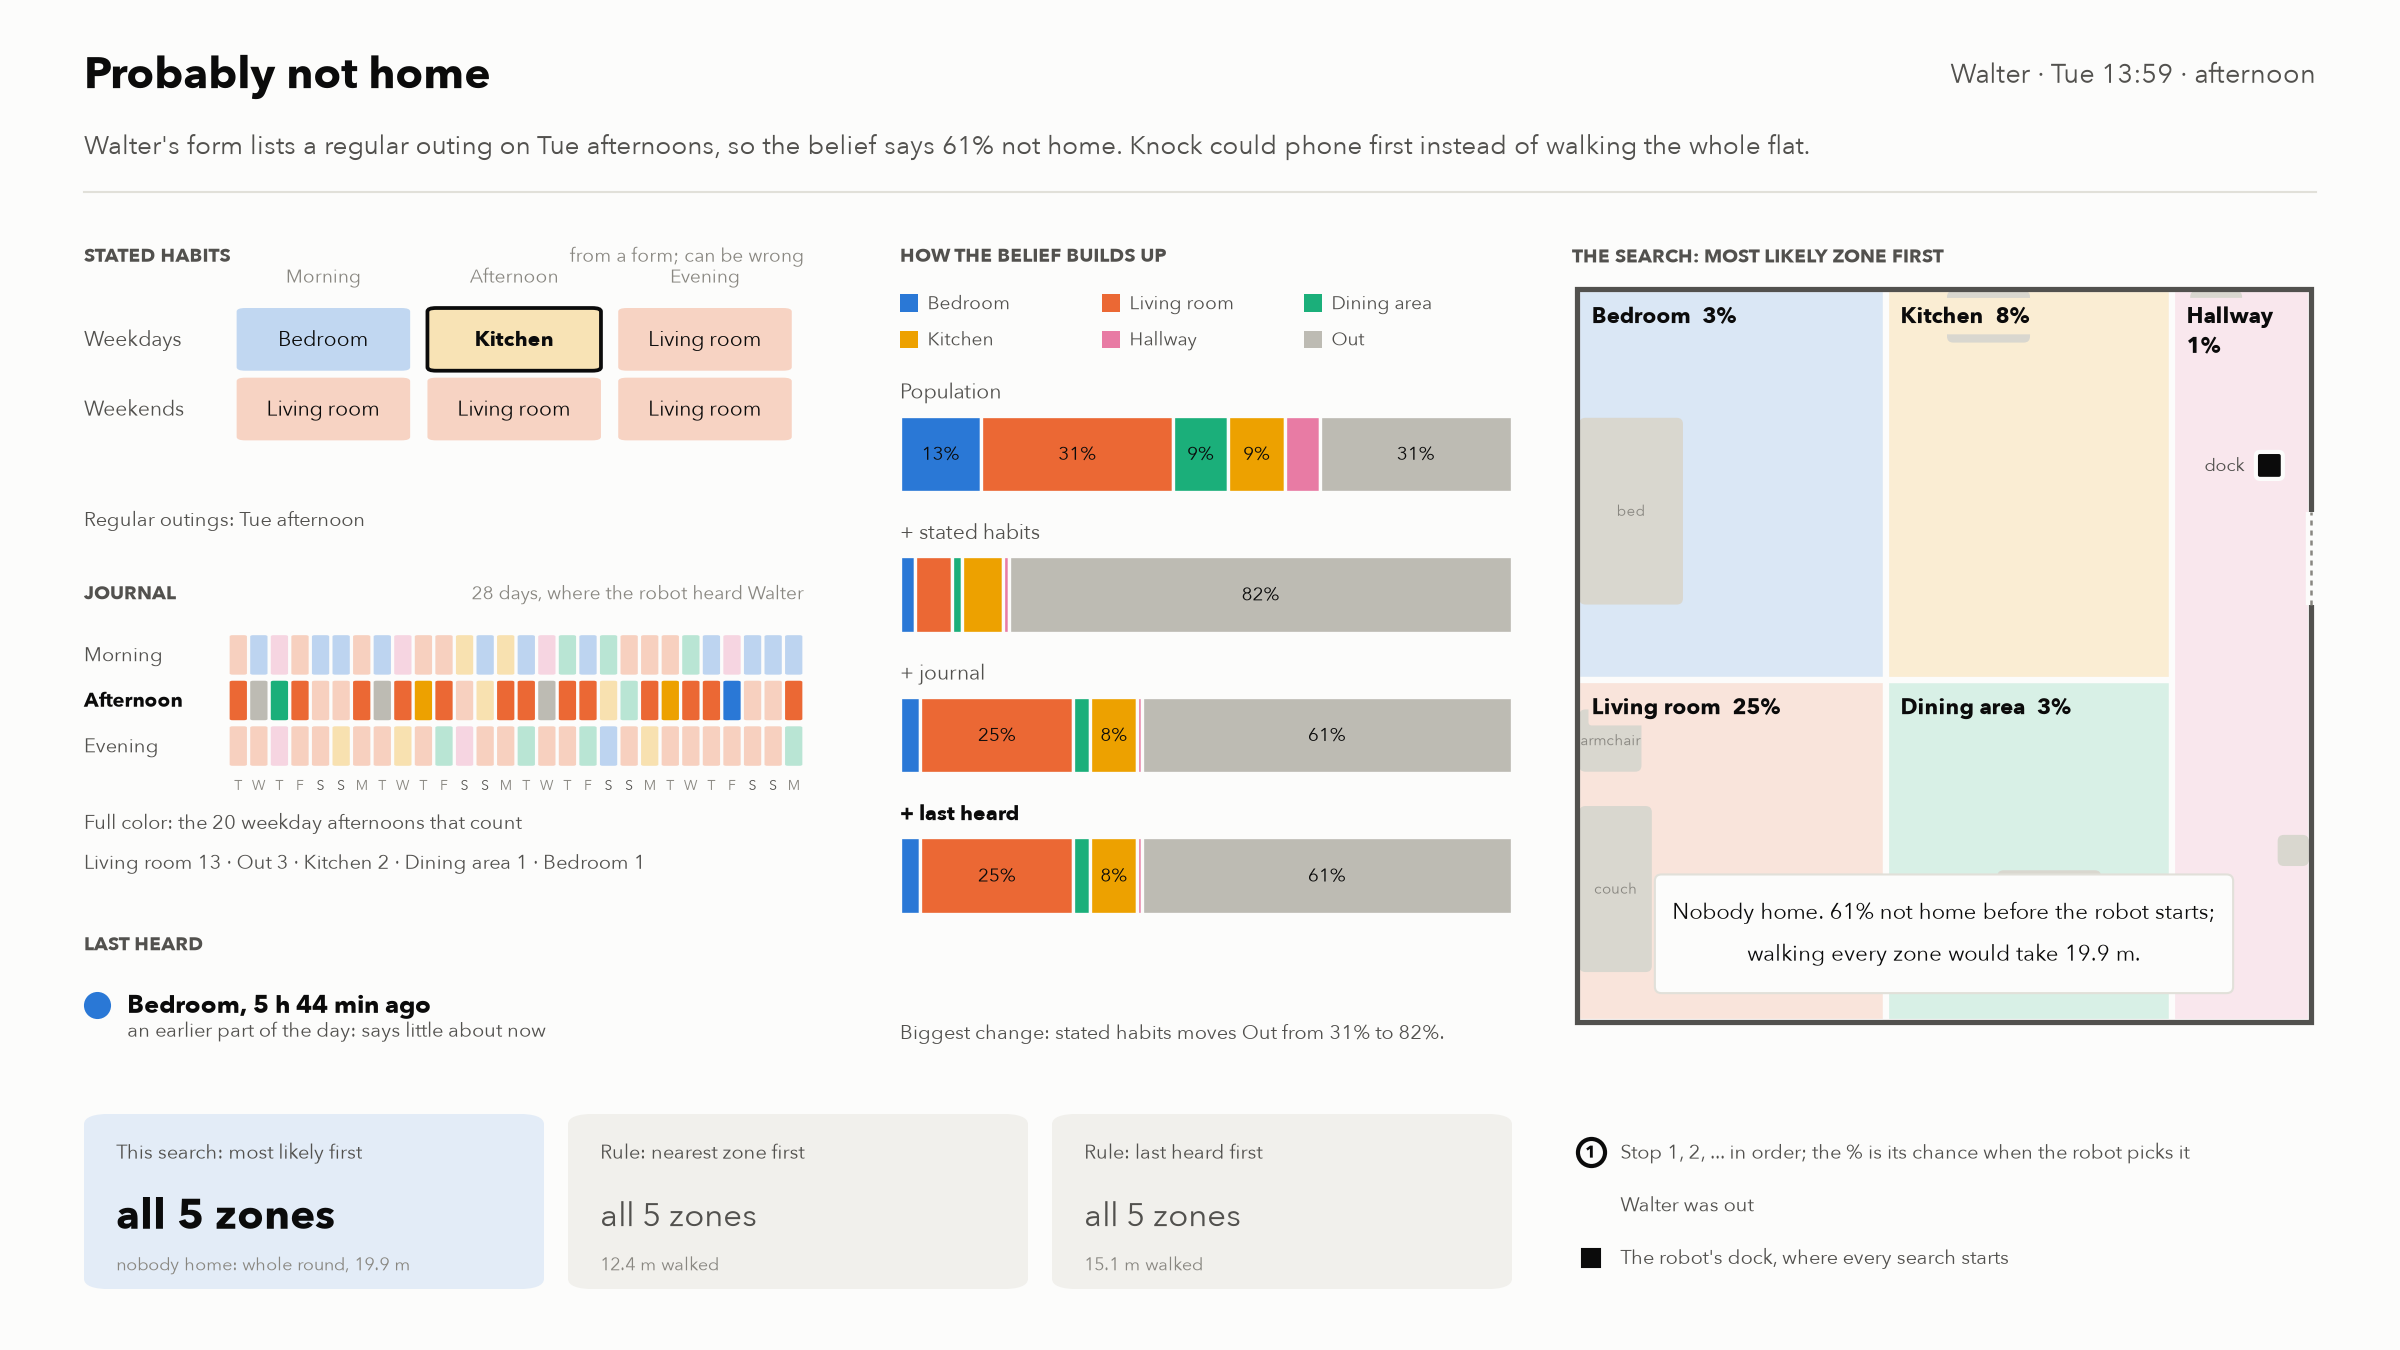 Probably not home
Walter · Tue 13:59 · afternoon
Walter's form lists a regular outing on Tue afternoons, so the belief says 61% not home. Knock could phone first instead of walking the whole flat.
STATED HABITS
from a form; can be wrong
Morning Afternoon Evening
Weekdays Bedroom Kitchen Living room
Weekends Living room Living room Living room
Regular outings: Tue afternoon
JOURNAL
28 days, where the robot heard Walter
Morning
Afternoon
Evening
T W T F S S M T W T F S S M T W T F S S M T W T F S S M
Full color: the 20 weekday afternoons that count
Living room 13 · Out 3 · Kitchen 2 · Dining area 1 · Bedroom 1
LAST HEARD
Bedroom, 5 h 44 min ago
an earlier part of the day: says little about now
HOW THE BELIEF BUILDS UP
Bedroom Living room Dining area
Kitchen Hallway Out
Population
13% 31% 9% 9% 31%
+ stated habits
82%
+ journal
25% 8% 61%
+ last heard
25% 8% 61%
Biggest change: stated habits moves Out from 31% to 82%.
THE SEARCH: MOST LIKELY ZONE FIRST
Bedroom 3%
Kitchen 8%
Hallway
1%
dock
bed
Living room 25%
Dining area 3%
armchair
couch
Nobody home. 61% not home before the robot starts;
walking every zone would take 19.9 m.
This search: most likely first
all 5 zones
nobody home: whole round, 19.9 m
Rule: nearest zone first
all 5 zones
12.4 m walked
Rule: last heard first
all 5 zones
15.1 m walked
1 Stop 1, 2, ... in order; the % is its chance when the robot picks it
Walter was out
The robot's dock, where every search starts